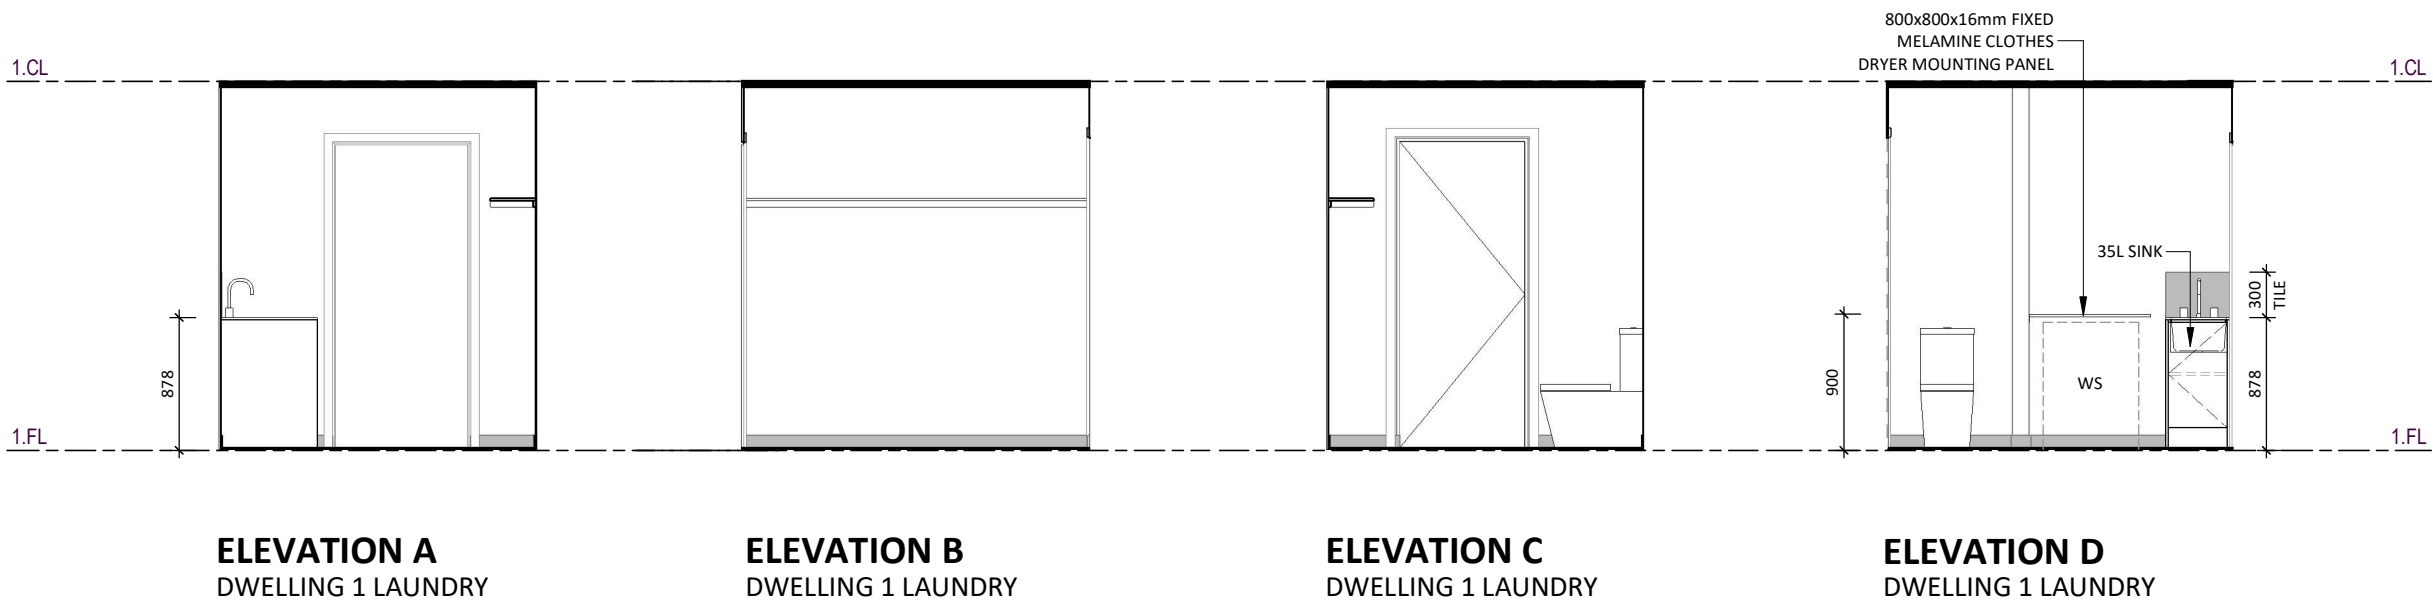 800x800x16mm FIXED
MELAMINE CLOTHES
DRYER MOUNTING PANEL
1.CL
1.CL
35L SINK
300
TILE
878
900
WS
878
1.FL
1.FL
ELEVATION A
DWELLING 1 LAUNDRY
ELEVATION B
DWELLING 1 LAUNDRY
ELEVATION C
DWELLING 1 LAUNDRY
ELEVATION D
DWELLING 1 LAUNDRY